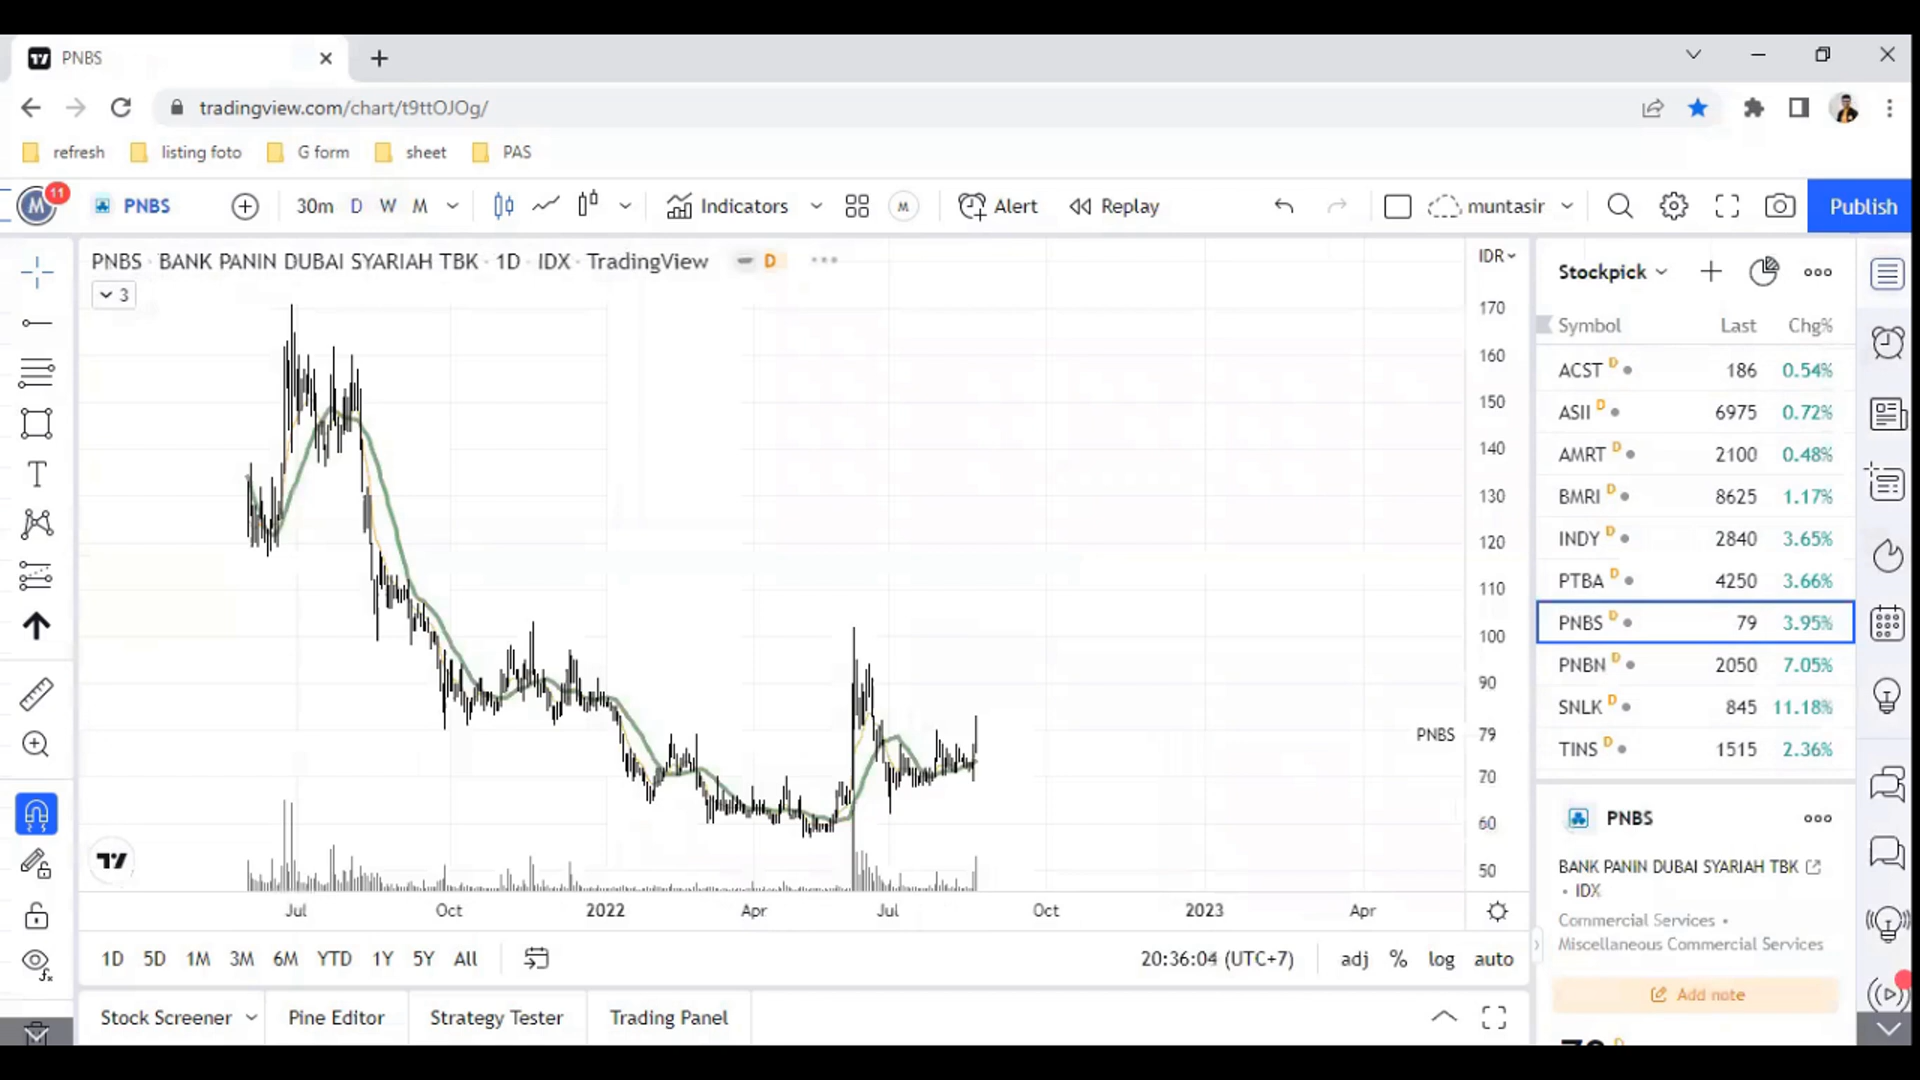 PNBS
tradingview.com/chart/t9ttOJOg/
refresh listing foto G form sheet PAS
M 11 PNBS 30m D W M Indicators M Alert Replay muntasir Publish
PNBS · BANK PANIN DUBAI SYARIAH TBK · 1D · IDX · TradingView D
3
IDR
170
160
150
140
130
120
110
100
90
PNBS 79
70
60
50
Jul Oct 2022 Apr Jul Oct 2023 Apr
1D 5D 1M 3M 6M YTD 1Y 5Y All
20:36:04 (UTC+7) adj % log auto
Stock Screener Pine Editor Strategy Tester Trading Panel
Stockpick
Symbol Last Chg%
ACST D 186 0.54%
ASII D 6975 0.72%
AMRT D 2100 0.48%
BMRI D 8625 1.17%
INDY D 2840 3.65%
PTBA D 4250 3.66%
PNBS D 79 3.95%
PNBN D 2050 7.05%
SNLK D 845 11.18%
TINS D 1515 2.36%
PNBS
BANK PANIN DUBAI SYARIAH TBK
• IDX
Commercial Services •
Miscellaneous Commercial Services
Add note